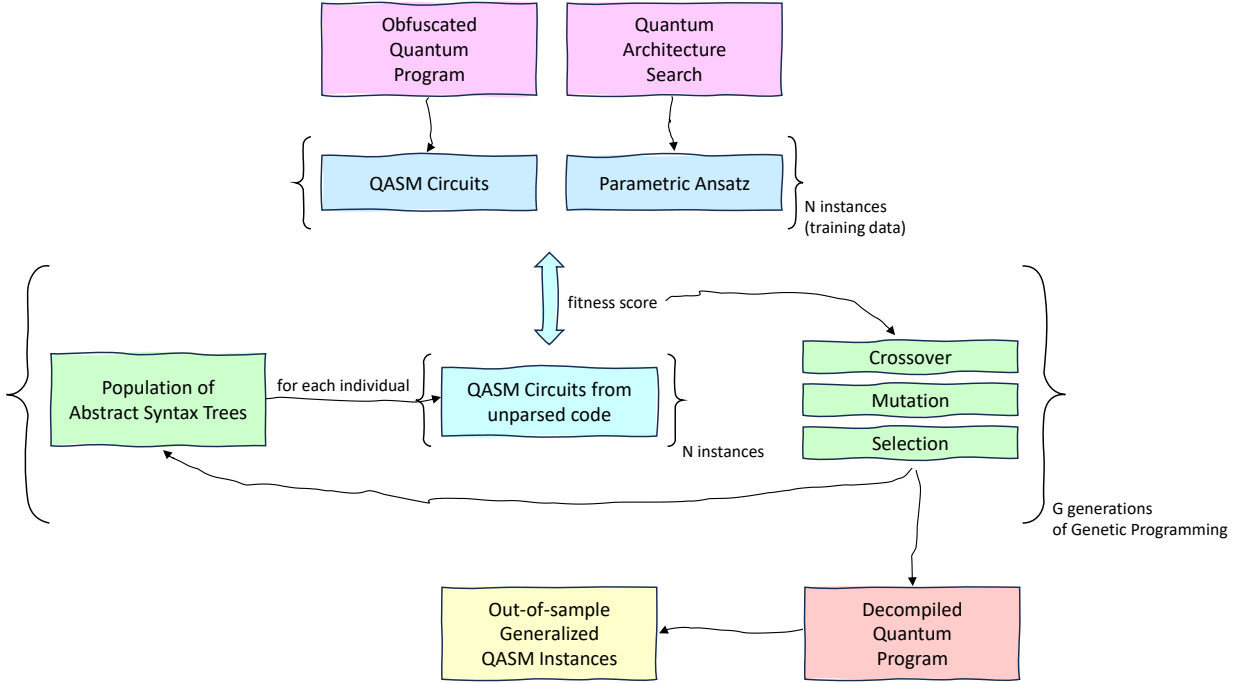 Obfuscated
Quantum
Program
Quantum
Architecture
Search
QASM Circuits
Parametric Ansatz
N instances
(training data)
fitness score
Population of
Abstract Syntax Trees
for each individual
QASM Circuits from
unparsed code
N instances
Crossover
Mutation
Selection
G generations
of Genetic Programming
Out-of-sample
Generalized
QASM Instances
Decompiled
Quantum
Program